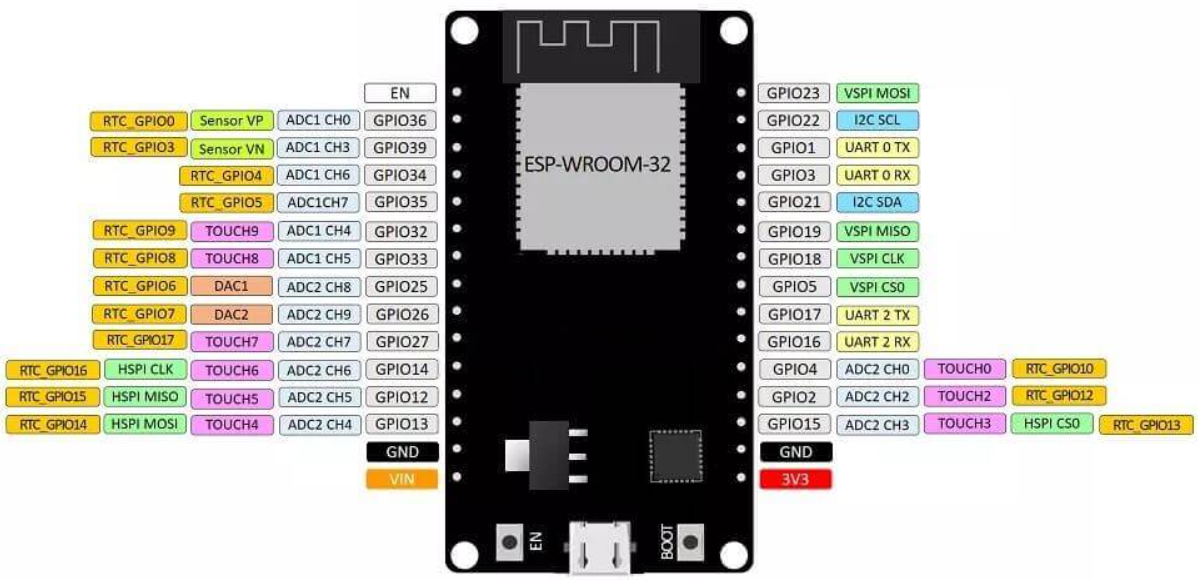 EN GPIO23 VSPI MOSI
RTC_GPIO0 Sensor VP ADC1 CH0 GPIO36 GPIO22 I2C SCL
RTC_GPIO3 Sensor VN ADC1 CH3 GPIO39 GPIO1 UART 0 TX
ESP-WROOM-32
RTC_GPIO4 ADC1 CH6 GPIO34 GPIO3 UART 0 RX
RTC_GPIO5 ADC1CH7 GPIO35 GPIO21 I2C SDA
RTC_GPIO9 TOUCH9 ADC1 CH4 GPIO32 GPIO19 VSPI MISO
RTC_GPIO8 TOUCH8 ADC1 CH5 GPIO33 GPIO18 VSPI CLK
RTC_GPIO6 DAC1 ADC2 CH8 GPIO25 GPIO5 VSPI CS0
RTC_GPIO7 DAC2 ADC2 CH9 GPIO26 GPIO17 UART 2 TX
RTC_GPIO17 TOUCH7 ADC2 CH7 GPIO27 GPIO16 UART 2 RX
RTC_GPIO16 HSPI CLK TOUCH6 ADC2 CH6 GPIO14 GPIO4 ADC2 CH0 TOUCH0 RTC_GPIO10
RTC_GPIO15 HSPI MISO TOUCH5 ADC2 CH5 GPIO12 GPIO2 ADC2 CH2 TOUCH2 RTC_GPIO12
RTC_GPIO14 HSPI MOSI TOUCH4 ADC2 CH4 GPIO13 GPIO15 ADC2 CH3 TOUCH3 HSPI CS0 RTC_GPIO13
GND GND
VIN 3V3
EN BOOT